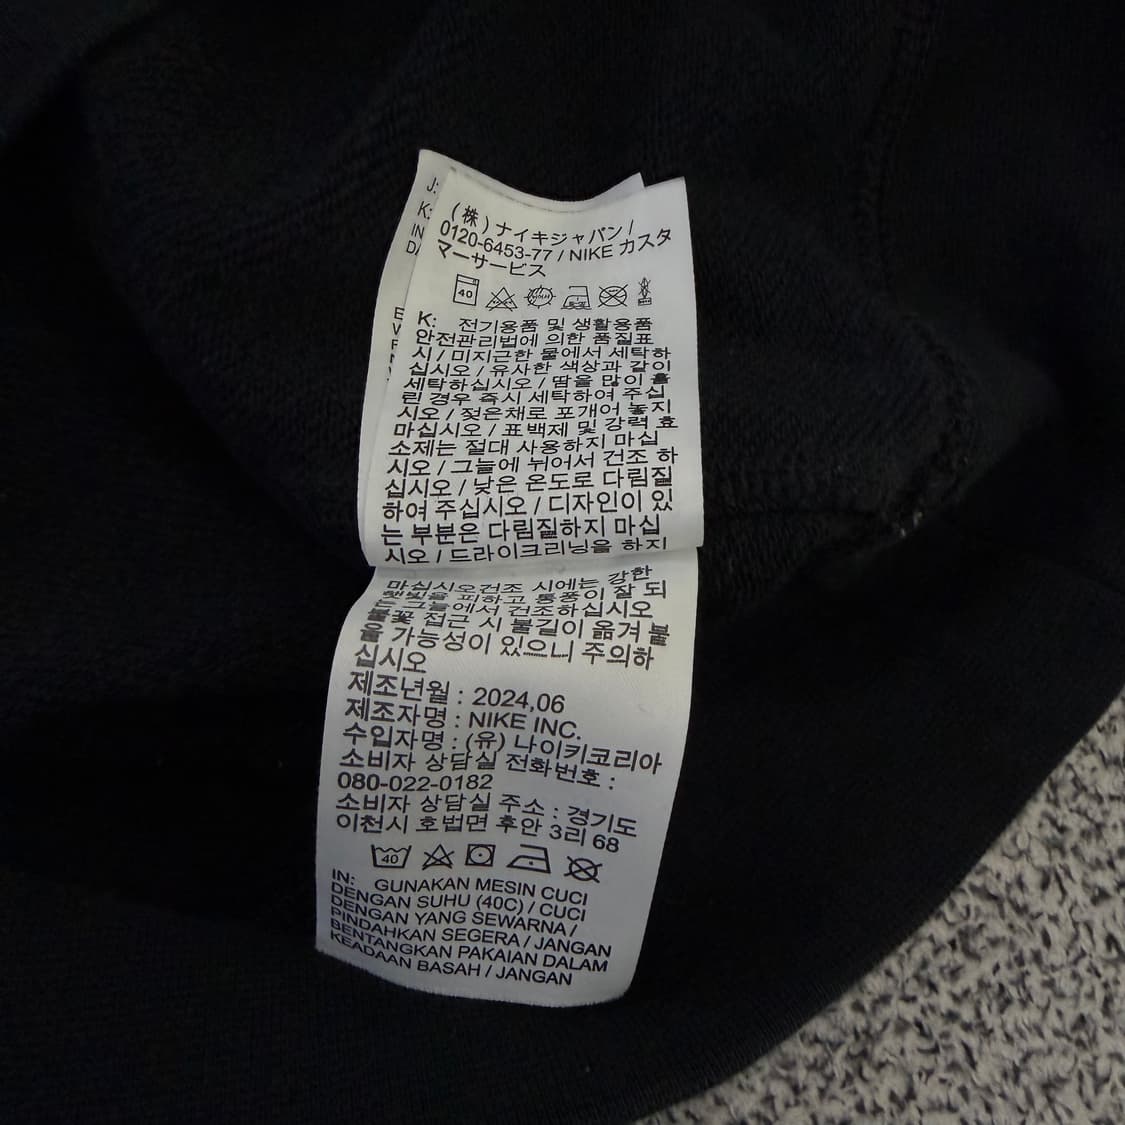 J:
K:
IN
DA
E
W
F
(株)ナイキジャパン/
0120-6453-77 / NIKE カスタ
マーサービス
40
K: 전기용품 및 생활용품
안전관리법에 의한 품질표
시 / 미지근한 물에서 세탁하
십시오 / 유사한 색상과 같이
세탁하십시오 / 땀을 많이 흘
린 경우 즉시 세탁하여 주십
시오 / 젖은채로 포개어 놓지
마십시오 / 표백제 및 강력 효
소제는 절대 사용하지 마십
시오 / 그늘에 뉘어서 건조 하
십시오 / 낮은 온도로 다림질
하여 주십시오 / 디자인이 있
는 부분은 다림질하지 마십
시오 / 드라이크리닝을 하지
마십시오건조 시에는 강한
햇빛을 피하고 통풍이 잘 되
는 그늘에서 건조하십시오
불꽃 접근 시 불길이 옮겨 붙
을 가능성이 있으니 주의하
십시오
제조년월 : 2024,06
제조자명 : NIKE INC.
수입자명 : (유) 나이키코리아
소비자 상담실 전화번호 :
080-022-0182
소비자 상담실 주소 : 경기도
이천시 호법면 후안 3리 68
40
IN: GUNAKAN MESIN CUCI
DENGAN SUHU (40C) / CUCI
DENGAN YANG SEWARNA /
PINDAHKAN SEGERA / JANGAN
BENTANGKAN PAKAIAN DALAM
KEADAAN BASAH / JANGAN